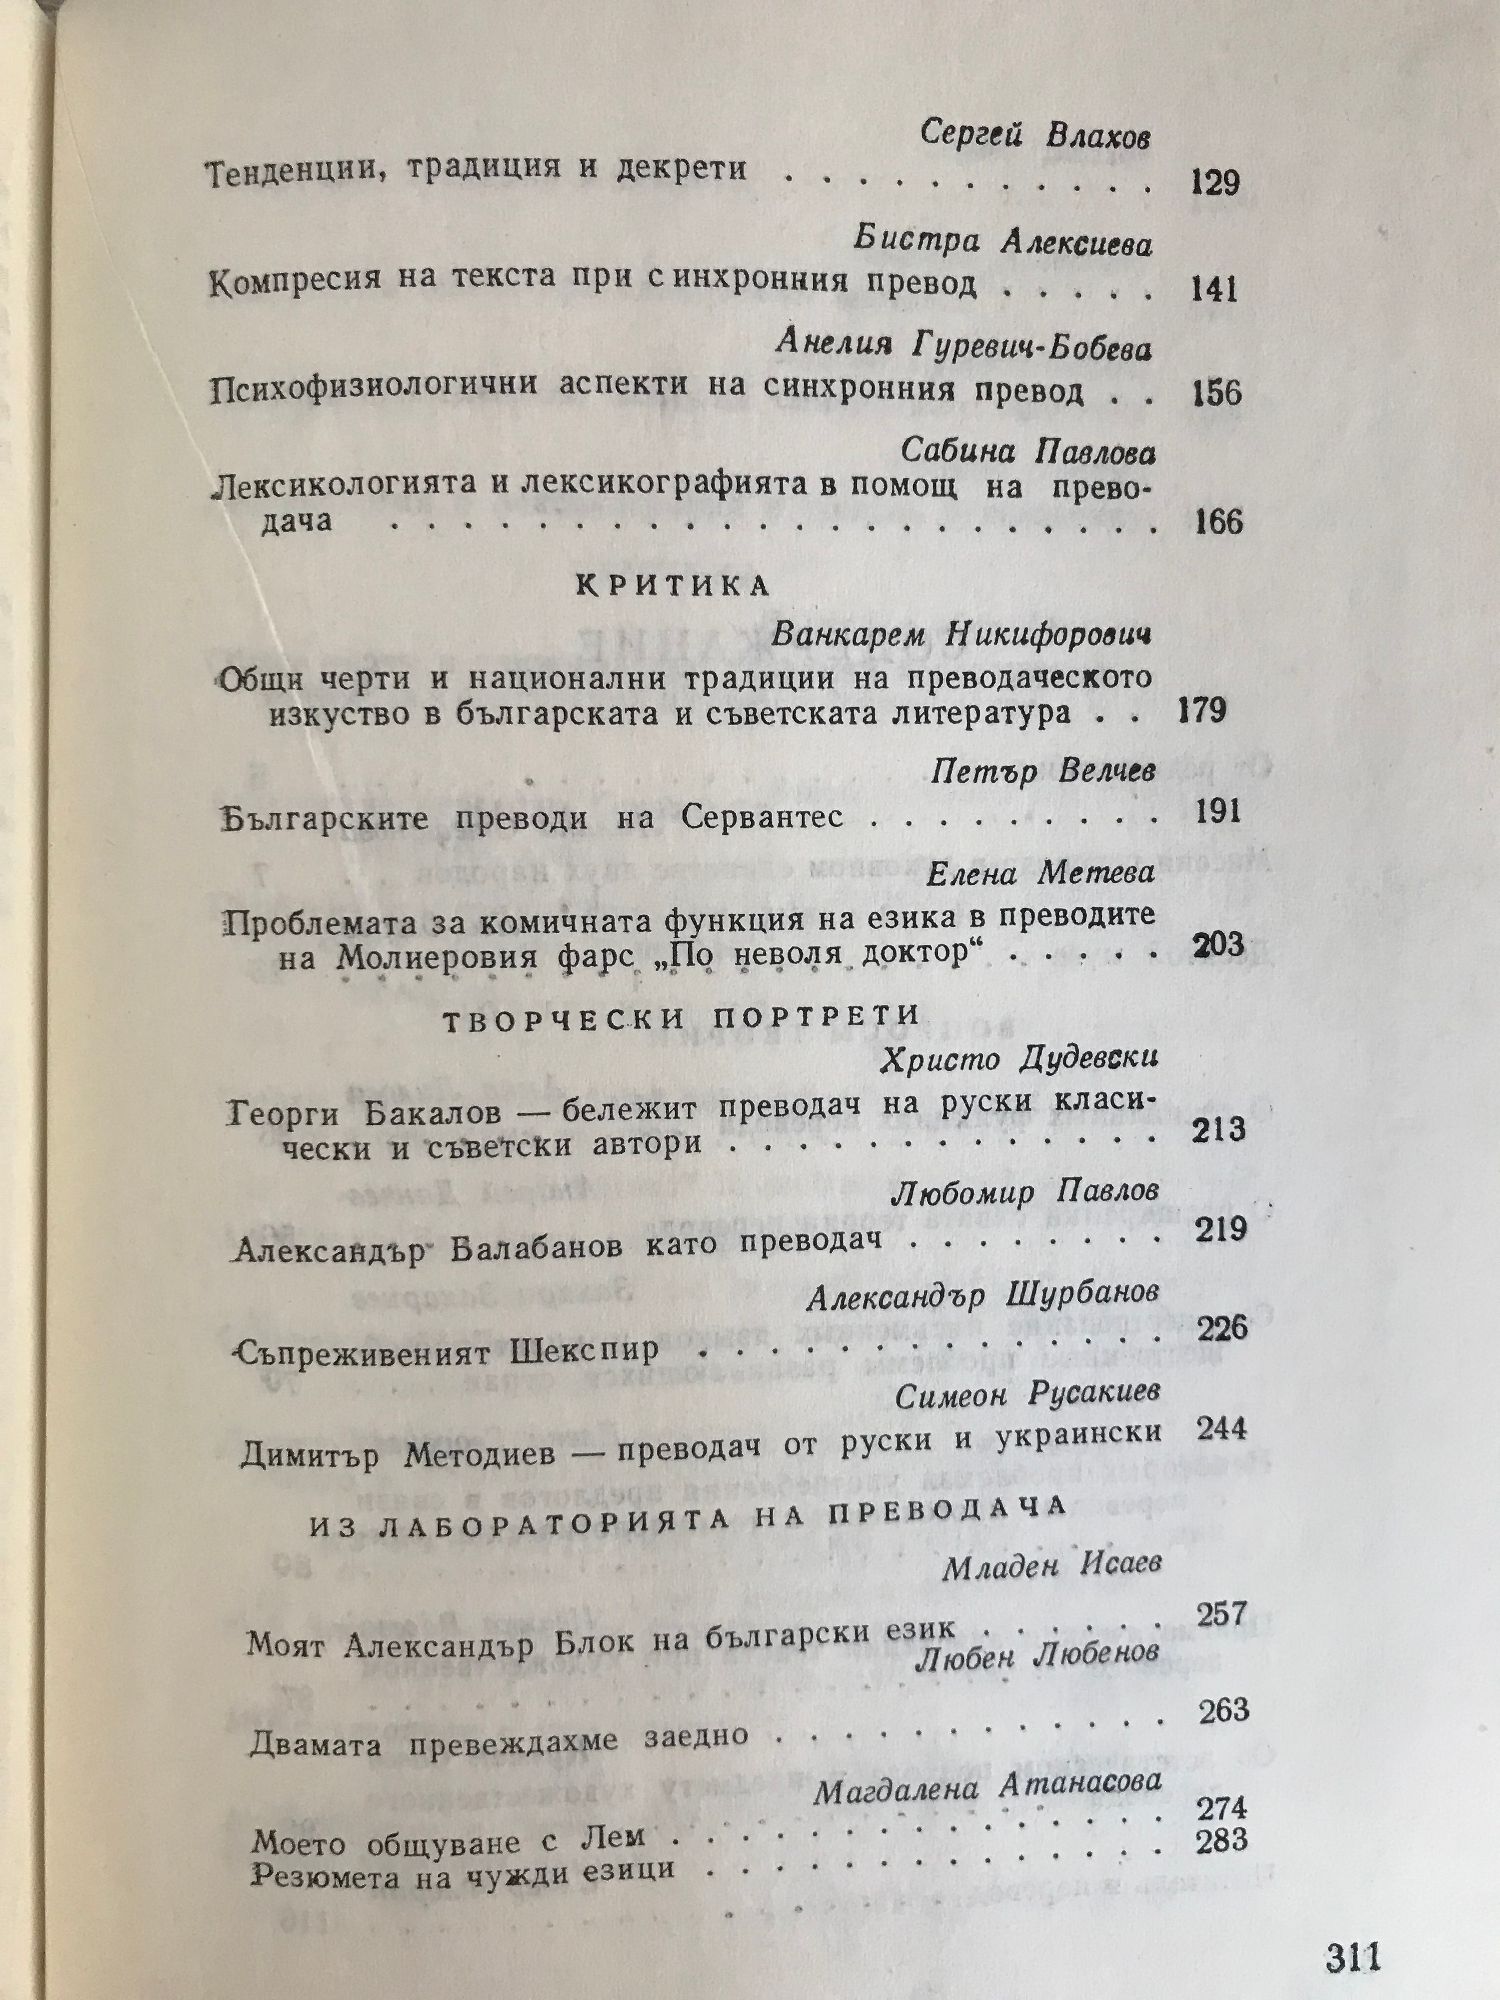 Сергей Влахов
Тенденции, традиция и декрети . . . . . . . . . . . 129
Бистра Алексиева
Компресия на текста при синхронния превод . . . . . 141
Анелия Гуревич-Бобева
Психофизиологични аспекти на синхронния превод . . 156
Сабина Павлова
Лексикологията и лексикографията в помощ на прево-
дача . . . . . . . . . . . . . . . . . . . . . 166
КРИТИКА
Ванкарем Никифорович
Общи черти и национални традиции на преводаческото
изкуство в българската и съветската литература . . 179
Петър Велчев
Българските преводи на Сервантес . . . . . . . . . 191
Елена Метева
Проблемата за комичната функция на езика в преводите
на Молиеровия фарс „По неволя доктор“ . . . . . 203
ТВОРЧЕСКИ ПОРТРЕТИ
Христо Дудевски
Георги Бакалов — бележит преводач на руски класи-
чески и съветски автори . . . . . . . . . . . . 213
Любомир Павлов
Александър Балабанов като преводач . . . . . . . . 219
Александър Шурбанов
Съпреживеният Шекспир . . . . . . . . . . . . . 226
Симеон Русакиев
Димитър Методиев — преводач от руски и украински 244
ИЗ ЛАБОРАТОРИЯТА НА ПРЕВОДАЧА
Младен Исаев
Моят Александър Блок на български език . . . . . . 257
Любен Любенов
Двамата превеждахме заедно . . . . . . . . . . . 263
Магдалена Атанасова
Моето общуване с Лем . . . . . . . . . . . . . . 274
Резюмета на чужди езици . . . . . . . . . . . . . 283
311